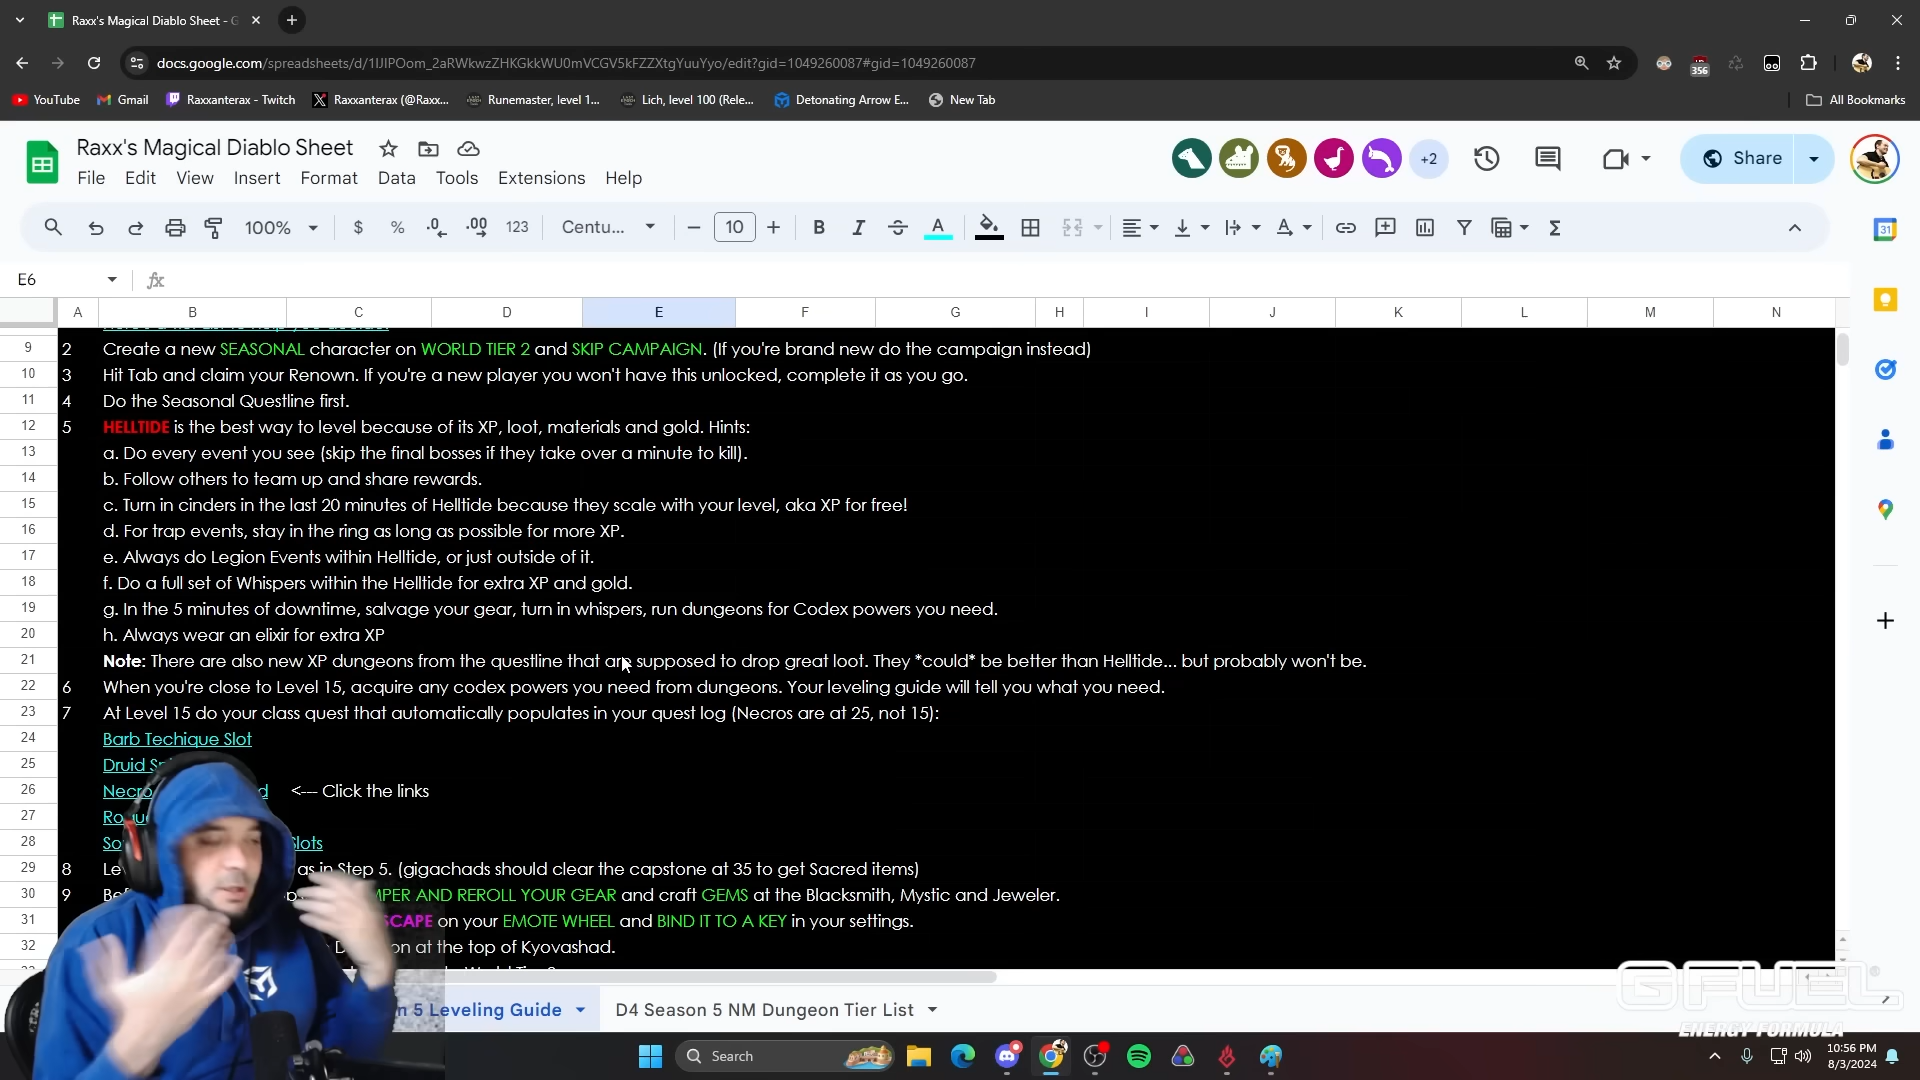 Raxx's Magical Diablo Sheet - G
docs.google.com/spreadsheets/d/1IJIPOom_2aRWkwzZHKGkkWU0mVCGV5kFZZXtgYuuYyo/edit?gid=1049260087#gid=1049260087
356
YouTube
Gmail
Raxxanterax - Twitch
Raxxanterax (@Raxx...
Runemaster, level 1...
Lich, level 100 (Rele...
Detonating Arrow E...
New Tab
All Bookmarks
Raxx's Magical Diablo Sheet
+2
Share
File Edit View Insert Format Data Tools Extensions Help
100% $ % .0 .00 123 Centu... 10 B I A
31
E6 fx
A B C D E F G H I J K L M N
9 2 Create a new SEASONAL character on WORLD TIER 2 and SKIP CAMPAIGN. (If you're brand new do the campaign instead)
10 3 Hit Tab and claim your Renown. If you're a new player you won't have this unlocked, complete it as you go.
11 4 Do the Seasonal Questline first.
12 5 HELLTIDE is the best way to level because of its XP, loot, materials and gold. Hints:
13 a. Do every event you see (skip the final bosses if they take over a minute to kill).
14 b. Follow others to team up and share rewards.
15 c. Turn in cinders in the last 20 minutes of Helltide because they scale with your level, aka XP for free!
16 d. For trap events, stay in the ring as long as possible for more XP.
17 e. Always do Legion Events within Helltide, or just outside of it.
18 f. Do a full set of Whispers within the Helltide for extra XP and gold.
19 g. In the 5 minutes of downtime, salvage your gear, turn in whispers, run dungeons for Codex powers you need.
20 h. Always wear an elixir for extra XP
21 Note: There are also new XP dungeons from the questline that are supposed to drop great loot. They *could* be better than Helltide... but probably won't be.
22 6 When you're close to Level 15, acquire any codex powers you need from dungeons. Your leveling guide will tell you what you need.
23 7 At Level 15 do your class quest that automatically populates in your quest log (Necros are at 25, not 15):
24 Barb Techique Slot
25 Druid
26 Necro <--- Click the links
27
28 Slots
29 8 as in Step 5. (gigachads should clear the capstone at 35 to get Sacred items)
30 9 AND REROLL YOUR GEAR and craft GEMS at the Blacksmith, Mystic and Jeweler.
31 on your EMOTE WHEEL and BIND IT TO A KEY in your settings.
32 at the top of Kyovashad.
5 Leveling Guide
D4 Season 5 NM Dungeon Tier List
GFUEL
ENERGY FORMULA
Search
10:56 PM
8/3/2024